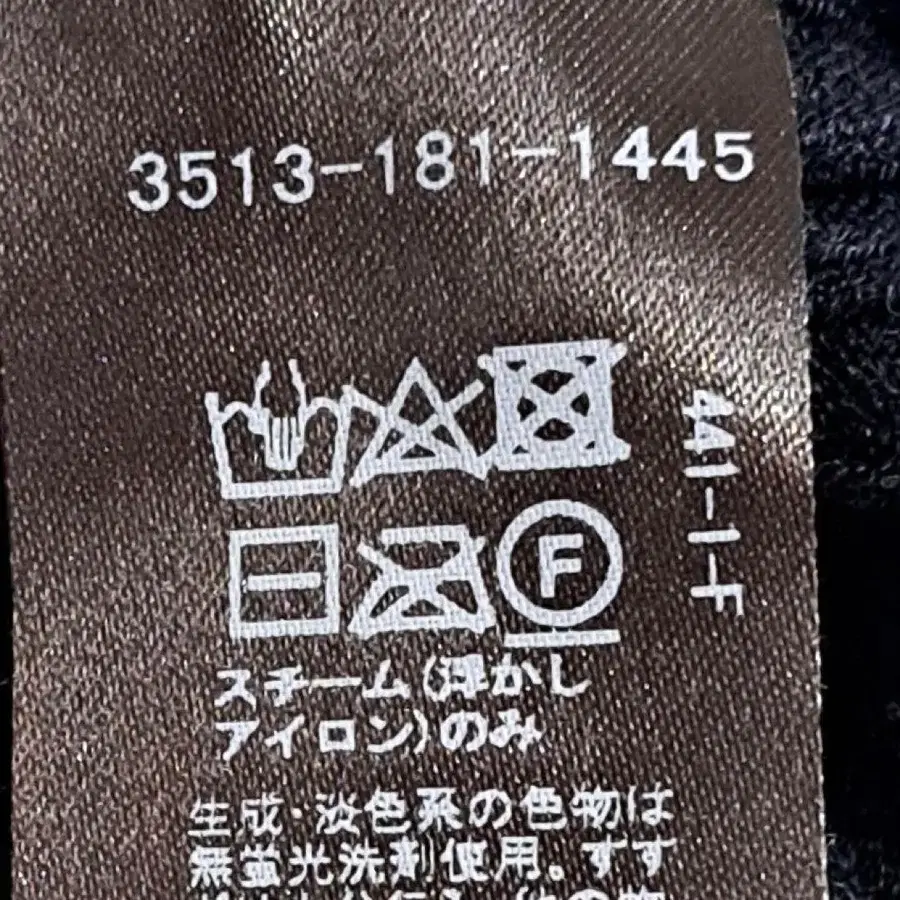 3513-181-1445
441-1-F
F
スチーム(浮かし
アイロン)のみ
生成・淡色系の色物は
無蛍光洗剤使用。すす